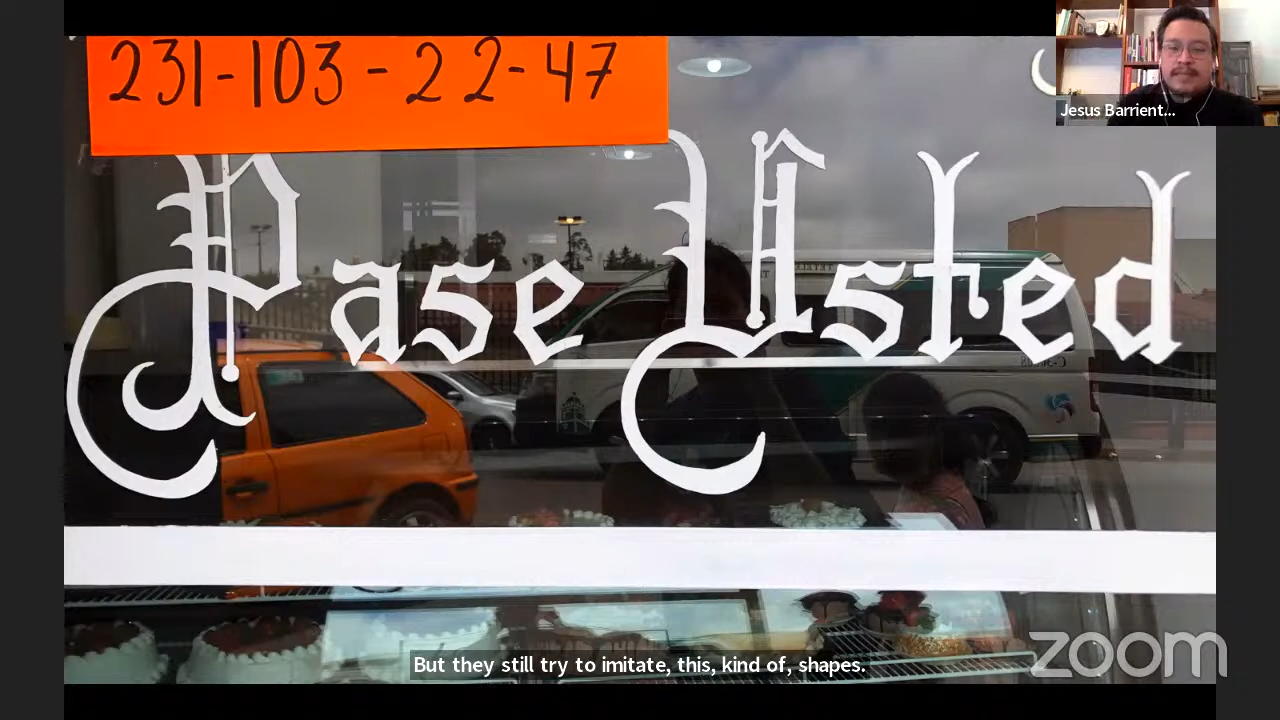 231-103-22-47
Jesus Barrient...
Pase Usted
But they still try to imitate, this, kind of, shapes.
zoom